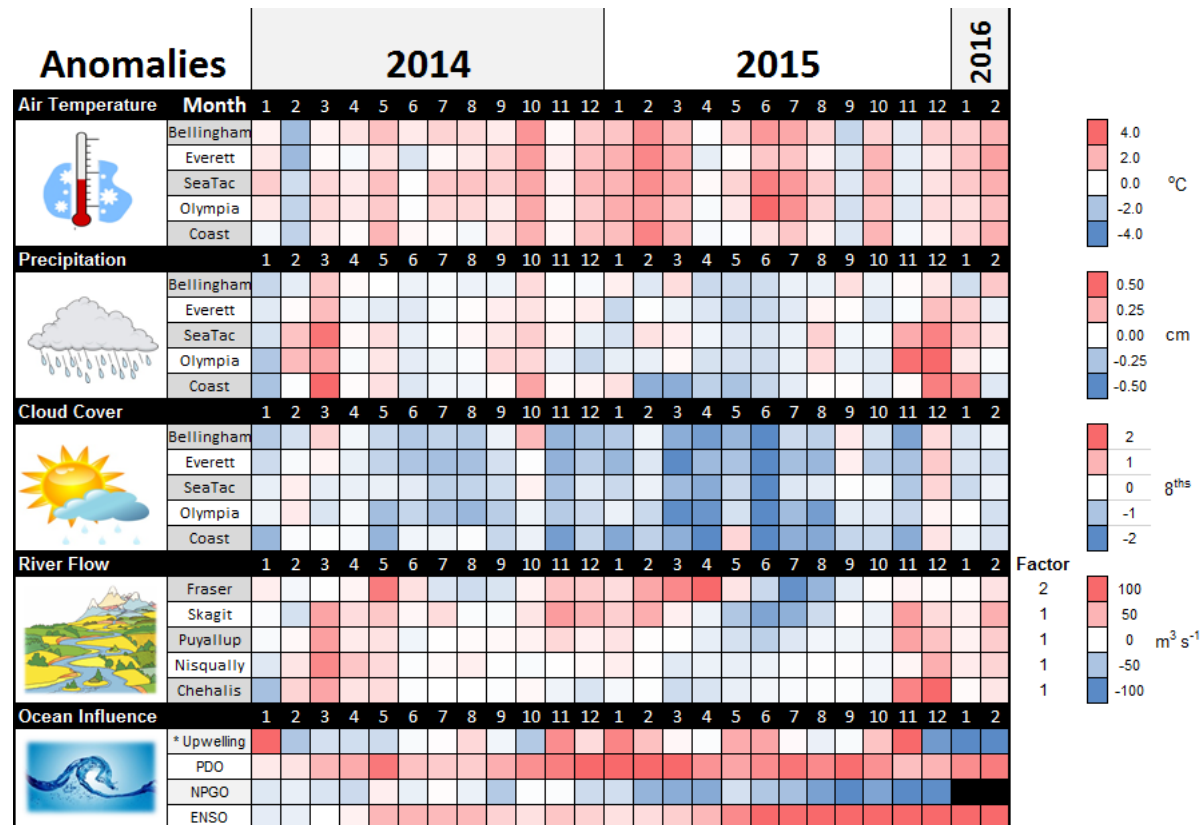 Anomalies 2014 2015 2016
Air Temperature Month 1 2 3 4 5 6 7 8 9 10 11 12 1 2 3 4 5 6 7 8 9 10 11 12 1 2
Bellingham
Everett
SeaTac
Olympia
Coast
4.0
2.0
0.0 °C
-2.0
-4.0
Precipitation 1 2 3 4 5 6 7 8 9 10 11 12 1 2 3 4 5 6 7 8 9 10 11 12 1 2
Bellingham
Everett
SeaTac
Olympia
Coast
0.50
0.25
0.00 cm
-0.25
-0.50
Cloud Cover 1 2 3 4 5 6 7 8 9 10 11 12 1 2 3 4 5 6 7 8 9 10 11 12 1 2
Bellingham
Everett
SeaTac
Olympia
Coast
2
1
0 8ths
-1
-2
River Flow 1 2 3 4 5 6 7 8 9 10 11 12 1 2 3 4 5 6 7 8 9 10 11 12 1 2 Factor
Fraser 2
Skagit 1
Puyallup 1
Nisqually 1
Chehalis 1
100
50
0 m³ s⁻¹
-50
-100
Ocean Influence 1 2 3 4 5 6 7 8 9 10 11 12 1 2 3 4 5 6 7 8 9 10 11 12 1 2
* Upwelling
PDO
NPGO
ENSO